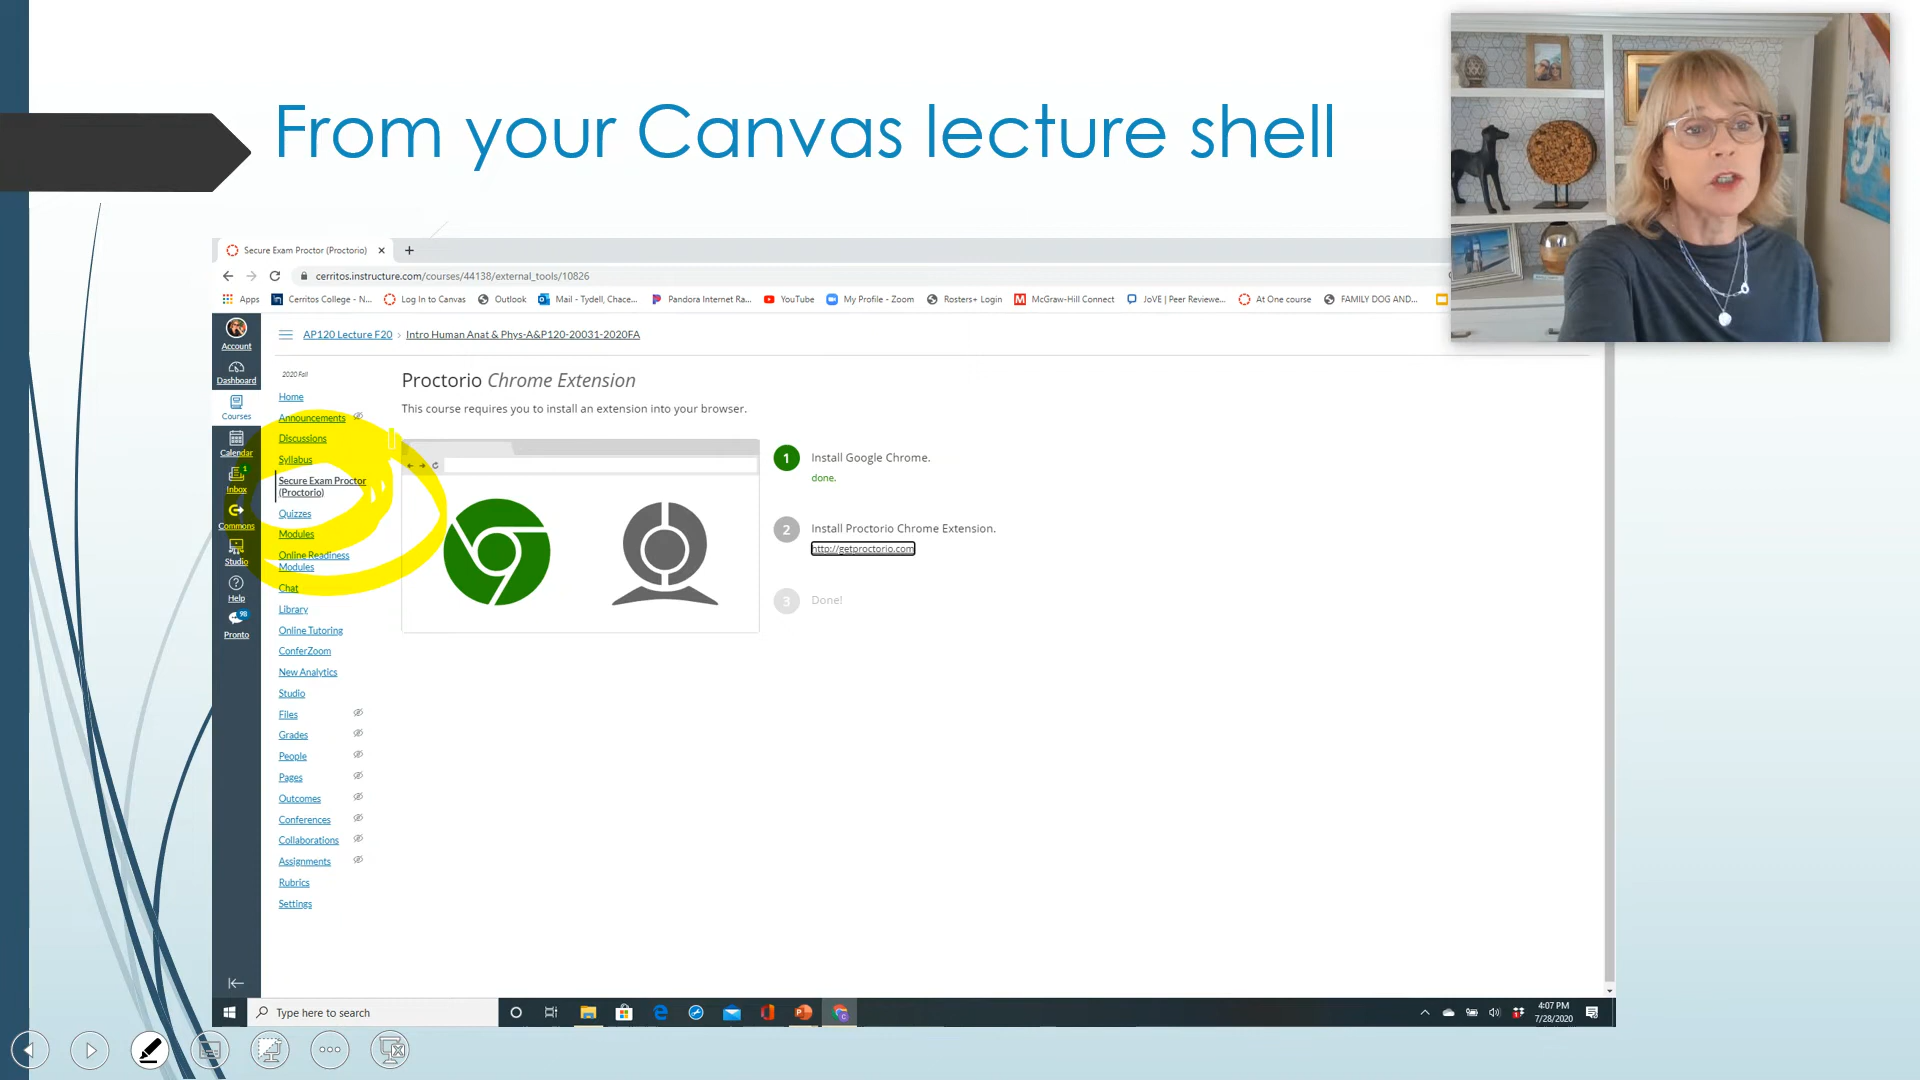 From your Canvas lecture shell
Secure Exam Proctor (Proctorio)
cerritos.instructure.com/courses/44138/external_tools/10826
Apps Cerritos College - N... Log In to Canvas Outlook Mail - Tydell, Chace... Pandora Internet Ra... YouTube My Profile - Zoom Rosters+ Login McGraw-Hill Connect JoVE | Peer Reviewe... At One course FAMILY DOG AND...
AP120 Lecture F20 › Intro Human Anat & Phys-A&P120-20031-2020FA
Account
Dashboard
Courses
Calendar
1
Inbox
Commons
Studio
Help
98
Pronto
2020 Fall
Home
Announcements
Discussions
Syllabus
Secure Exam Proctor
(Proctorio)
Quizzes
Modules
Online Readiness
Modules
Chat
Library
Online Tutoring
ConferZoom
New Analytics
Studio
Files
Grades
People
Pages
Outcomes
Conferences
Collaborations
Assignments
Rubrics
Settings
Proctorio Chrome Extension
This course requires you to install an extension into your browser.
1 Install Google Chrome.
done.
2 Install Proctorio Chrome Extension.
http://getproctorio.com
3 Done!
Type here to search
4:07 PM
7/28/2020